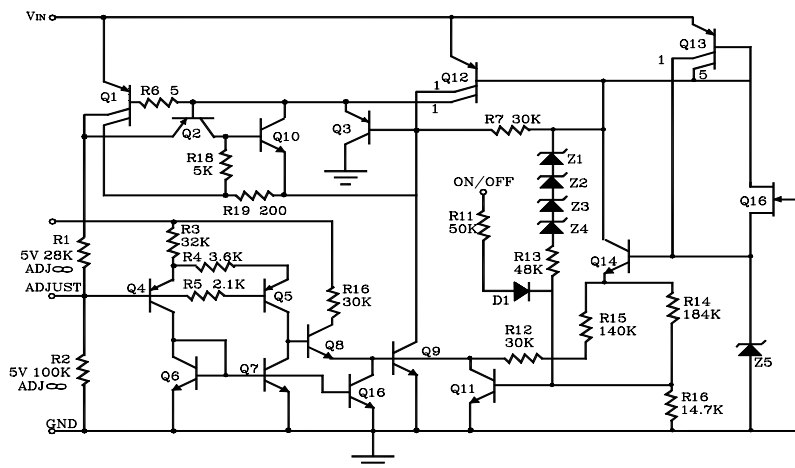 VIN
Q13
1
5
Q12
1
1
Q1
R6 5
Q2
Q10
Q3
R18
5K
R19 200
R7 30K
Z1
Z2
Z3
Z4
ON/OFF
R11
50K
Q16
R1
5V 28K
ADJ∞
R3
32K
R4 3.6K
R13
48K
Q14
ADJUST
Q4
R5 2.1K
Q5
R16
30K
D1
R14
184K
R15
140K
R12
30K
Q8
Q9
Z5
R2
5V 100K
ADJ∞
Q6
Q7
Q16
Q11
R16
14.7K
GND